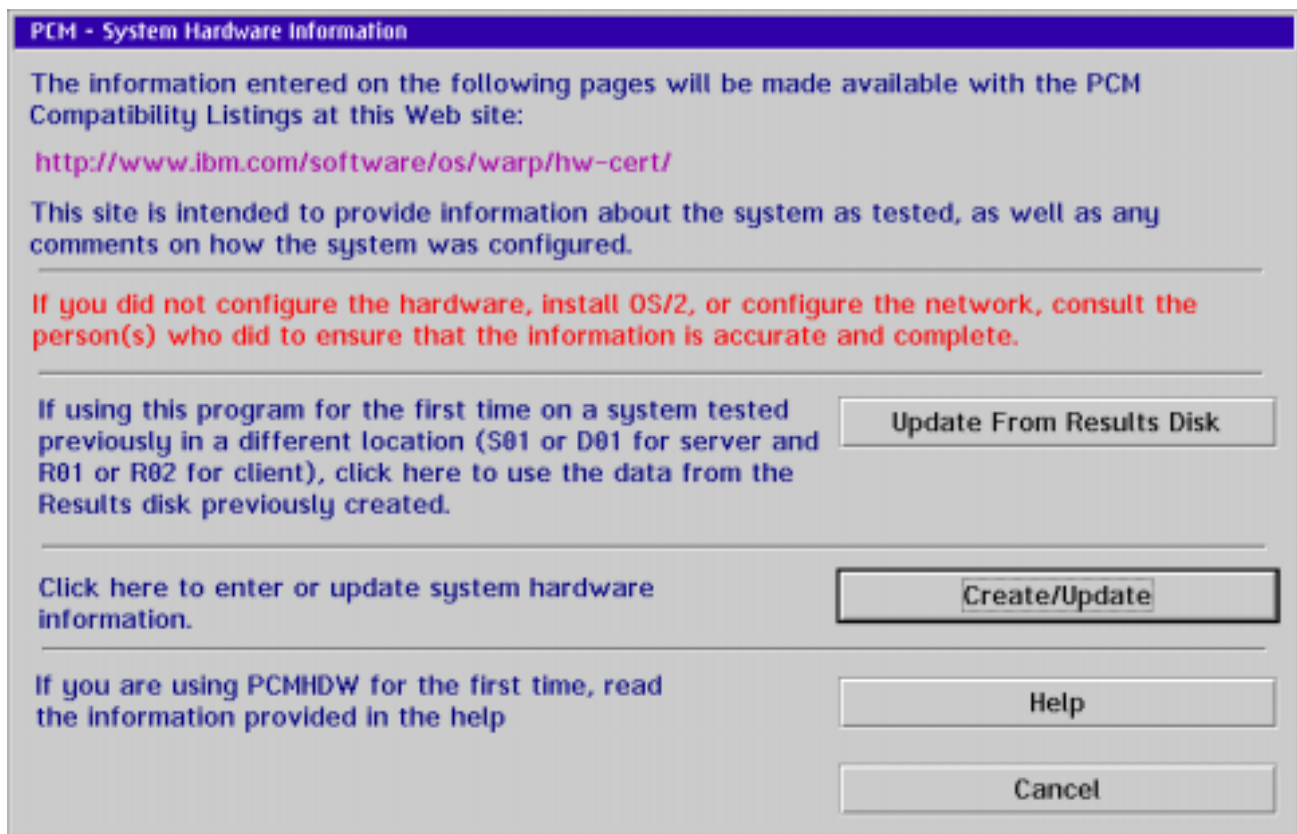 PCM - System Hardware Information
The information entered on the following pages will be made available with the PCM
Compatibility Listings at this Web site:
http://www.ibm.com/software/os/warp/hw-cert/
This site is intended to provide information about the system as tested, as well as any
comments on how the system was configured.
If you did not configure the hardware, install OS/2, or configure the network, consult the
person(s) who did to ensure that the information is accurate and complete.
If using this program for the first time on a system tested
previously in a different location (S01 or D01 for server and
R01 or R02 for client), click here to use the data from the
Results disk previously created.
Update From Results Disk
Click here to enter or update system hardware
information.
Create/Update
If you are using PCMHDW for the first time, read
the information provided in the help
Help
Cancel